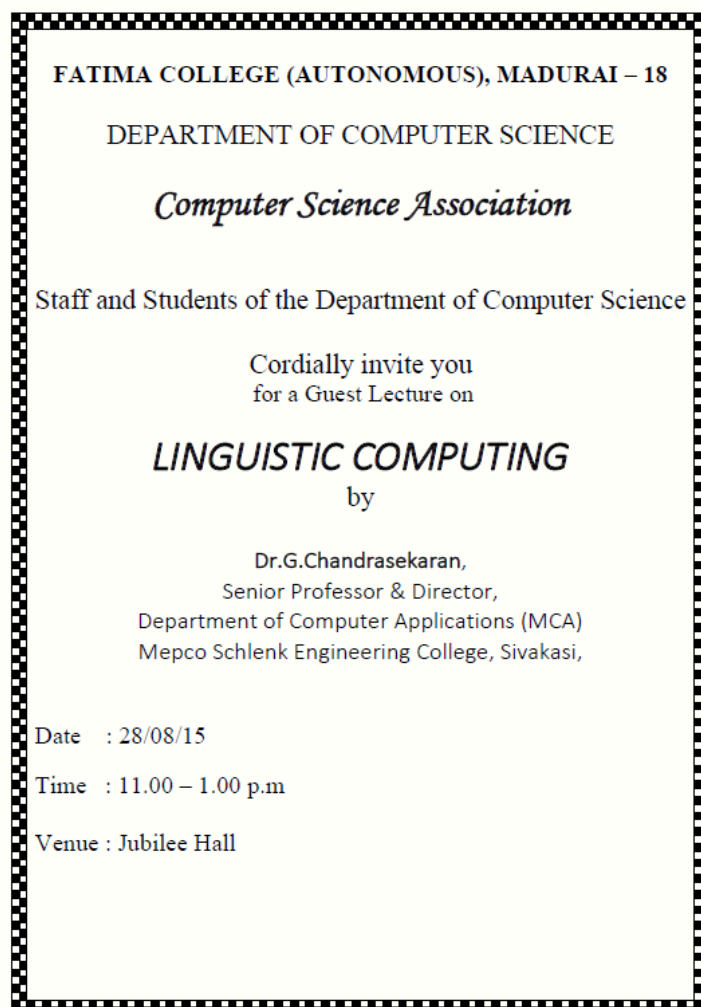 FATIMA COLLEGE (AUTONOMOUS), MADURAI – 18
DEPARTMENT OF COMPUTER SCIENCE
Computer Science Association
Staff and Students of the Department of Computer Science
Cordially invite you
for a Guest Lecture on
LINGUISTIC COMPUTING
by
Dr.G.Chandrasekaran,
Senior Professor & Director,
Department of Computer Applications (MCA)
Mepco Schlenk Engineering College, Sivakasi,
Date : 28/08/15
Time : 11.00 – 1.00 p.m
Venue : Jubilee Hall